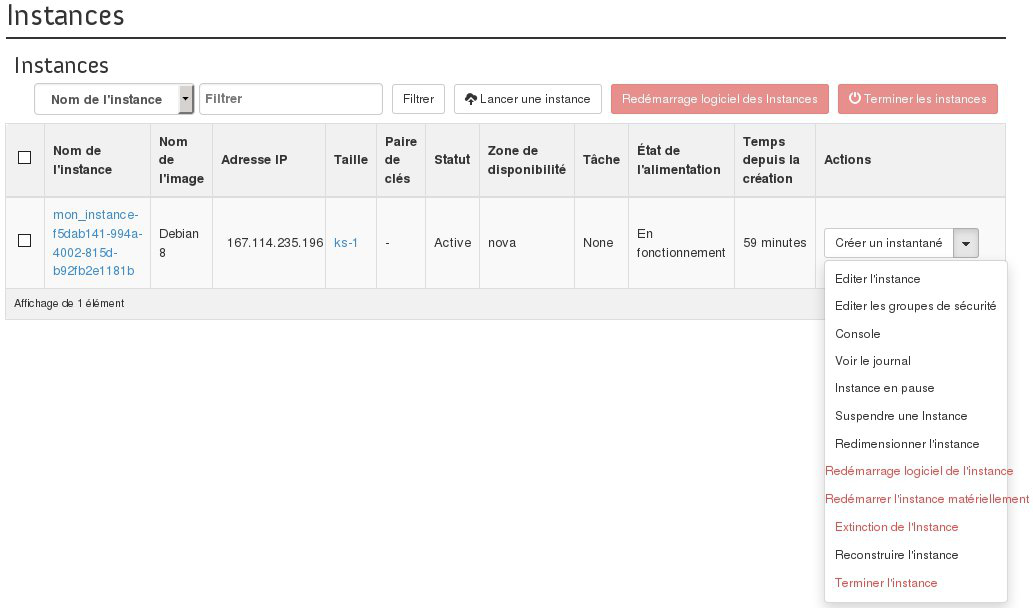 Instances
Instances
Nom de l'instance Filtrer Filtrer Lancer une instance Redémarrage logiciel des Instances Terminer les instances
Nom de l'instance Nom de l'image Adresse IP Taille Paire de clés Statut Zone de disponibilité Tâche État de l'alimentation Temps depuis la création Actions
mon_instance-
f5dab141-994a-
4002-815d-
b92fb2e1181b
Debian 8
167.114.235.196 ks-1 - Active nova None En fonctionnement 59 minutes Créer un instantané
Affichage de 1 élément
Editer l'instance
Editer les groupes de sécurité
Console
Voir le journal
Instance en pause
Suspendre une Instance
Redimensionner l'instance
Redémarrage logiciel de l'instance
Redémarrer l'instance matériellement
Extinction de l'Instance
Reconstruire l'instance
Terminer l'instance